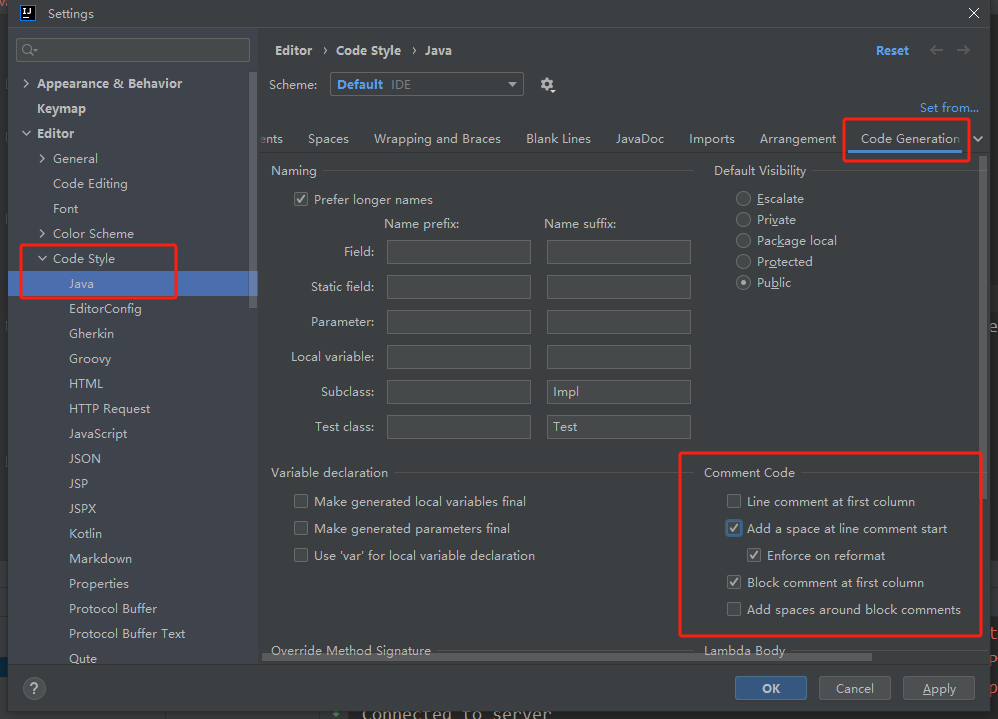 IJ
Settings
Appearance & Behavior
Keymap
Editor
General
Code Editing
Font
Color Scheme
Code Style
Java
EditorConfig
Gherkin
Groovy
HTML
HTTP Request
JavaScript
JSON
JSP
JSPX
Kotlin
Markdown
Properties
Protocol Buffer
Protocol Buffer Text
Qute
?
Editor › Code Style › Java
Reset
Scheme:
Default IDE
Set from...
ents Spaces Wrapping and Braces Blank Lines JavaDoc Imports Arrangement Code Generation
Naming
Prefer longer names
Name prefix: Name suffix:
Field:
Static field:
Parameter:
Local variable:
Subclass: Impl
Test class: Test
Default Visibility
Escalate
Private
Package local
Protected
Public
Variable declaration
Make generated local variables final
Make generated parameters final
Use 'var' for local variable declaration
Comment Code
Line comment at first column
Add a space at line comment start
Enforce on reformat
Block comment at first column
Add spaces around block comments
Override Method Signature
Lambda Body
OK Cancel Apply
Connected to server